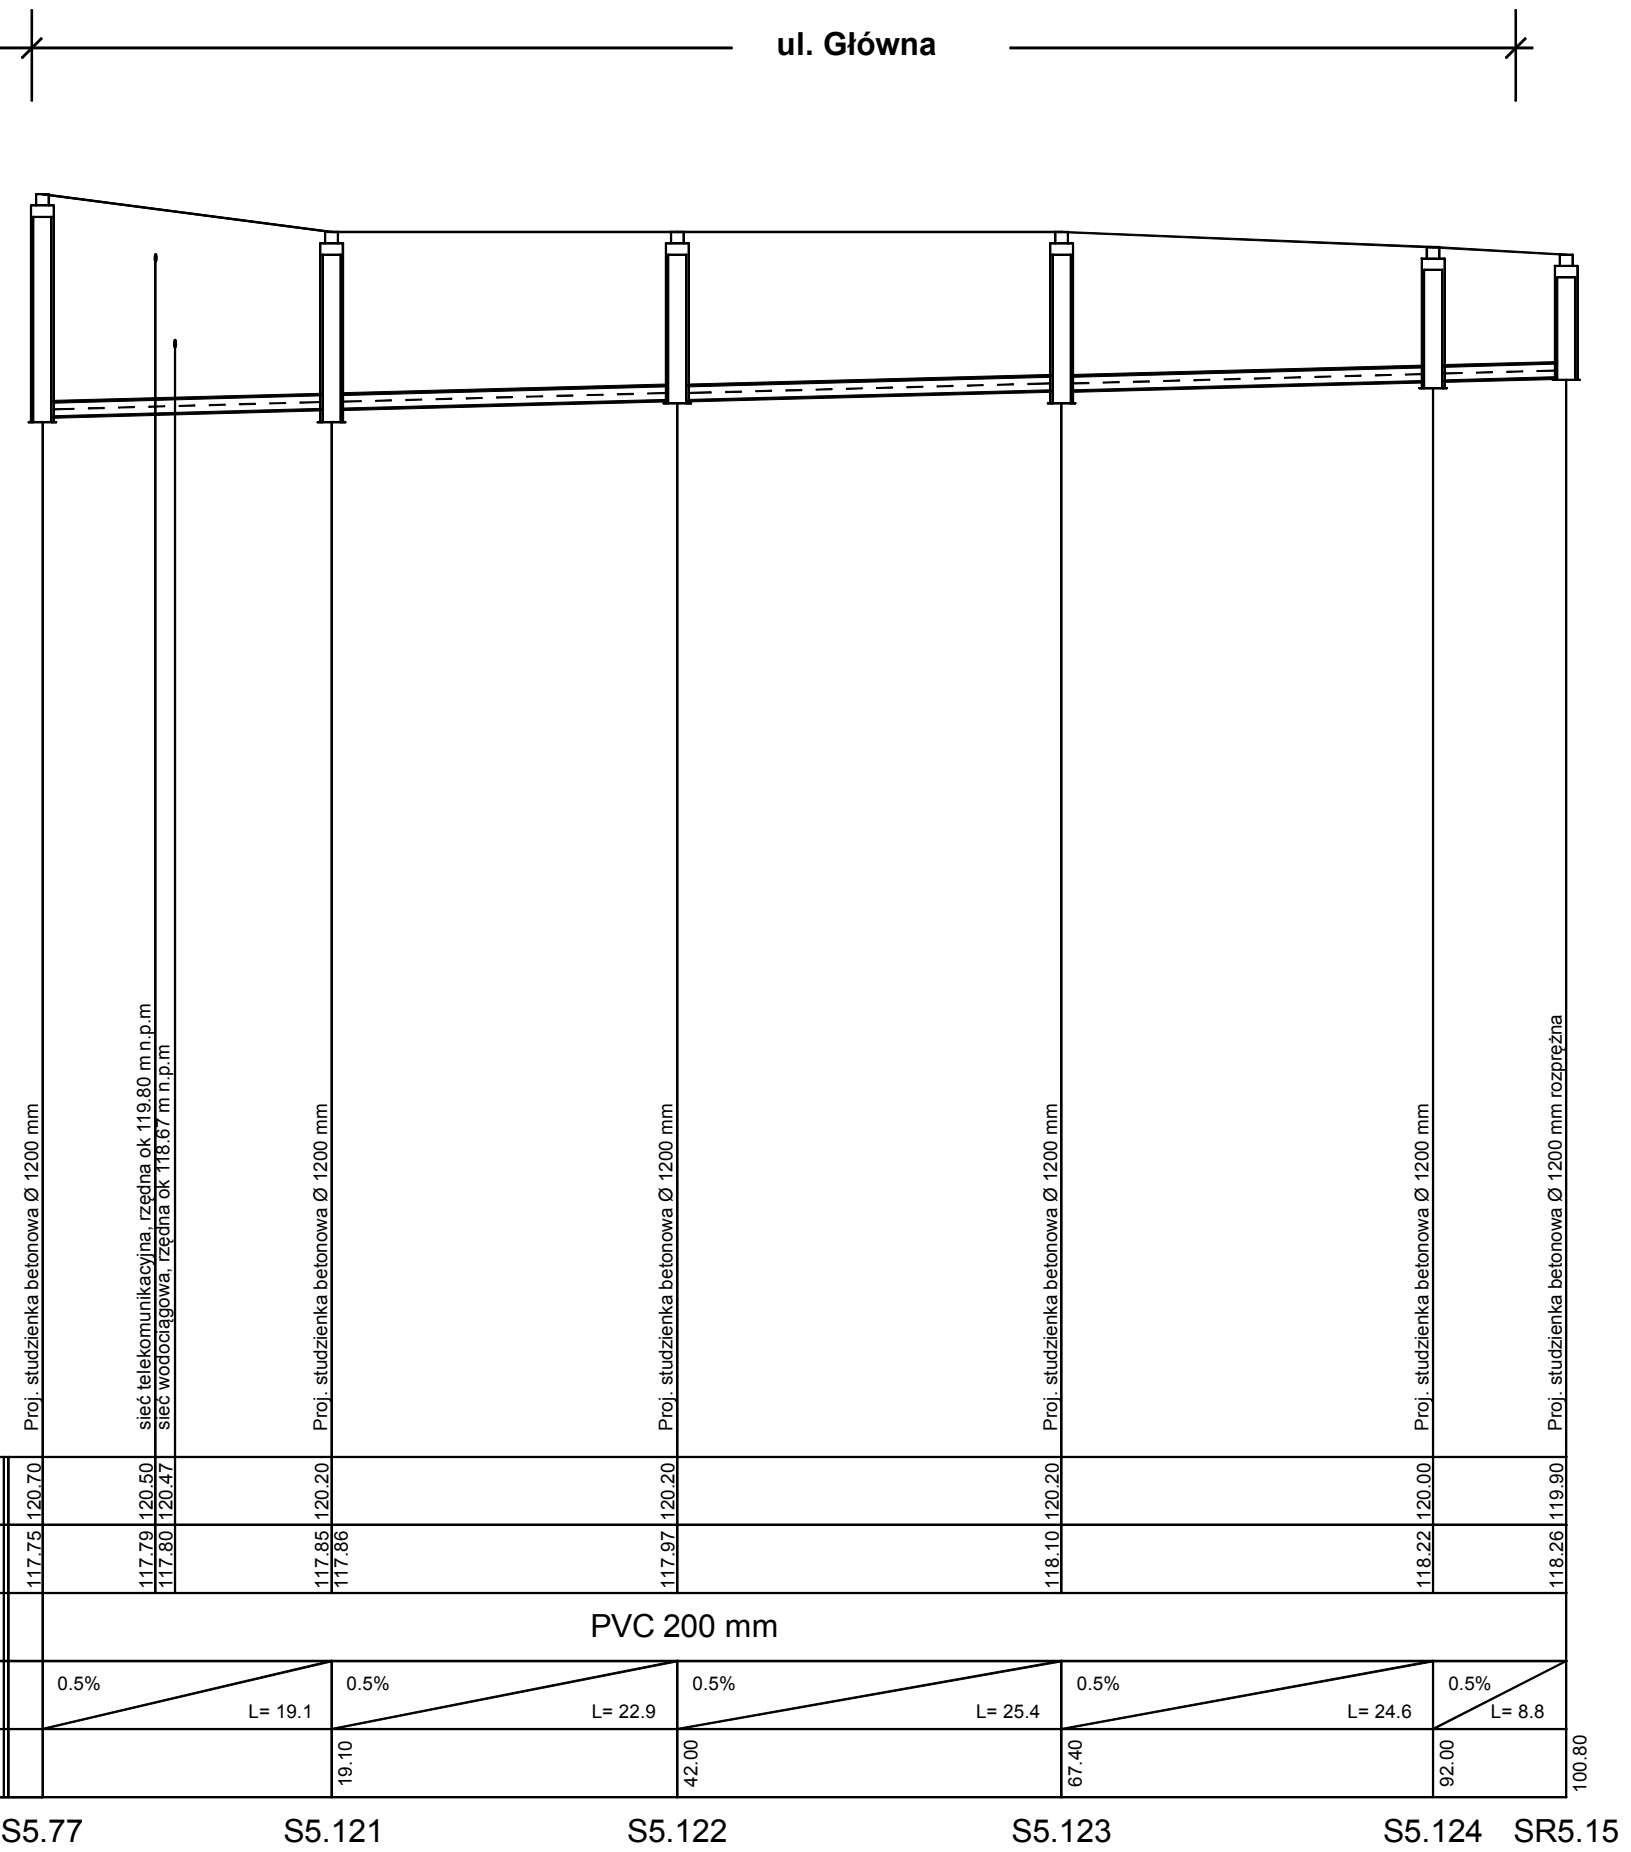 ul. Główna
Proj. studzienka betonowa Ø 1200 mm
sieć telekomunikacyjna, rzędna ok 119.80 m n.p.m
sieć wodociągowa, rzędna ok 118.67 m n.p.m
Proj. studzienka betonowa Ø 1200 mm
Proj. studzienka betonowa Ø 1200 mm
Proj. studzienka betonowa Ø 1200 mm
Proj. studzienka betonowa Ø 1200 mm
Proj. studzienka betonowa Ø 1200 mm rozprężna
120.70 120.50 120.47 120.20 120.20 120.20 120.00 119.90
117.75 117.79 117.80 117.85 117.86 117.97 118.10 118.22 118.26
PVC 200 mm
0.5% 0.5% 0.5% 0.5% 0.5%
L= 19.1 L= 22.9 L= 25.4 L= 24.6 L= 8.8
19.10 42.00 67.40 92.00 100.80
S5.77 S5.121 S5.122 S5.123 S5.124 SR5.15